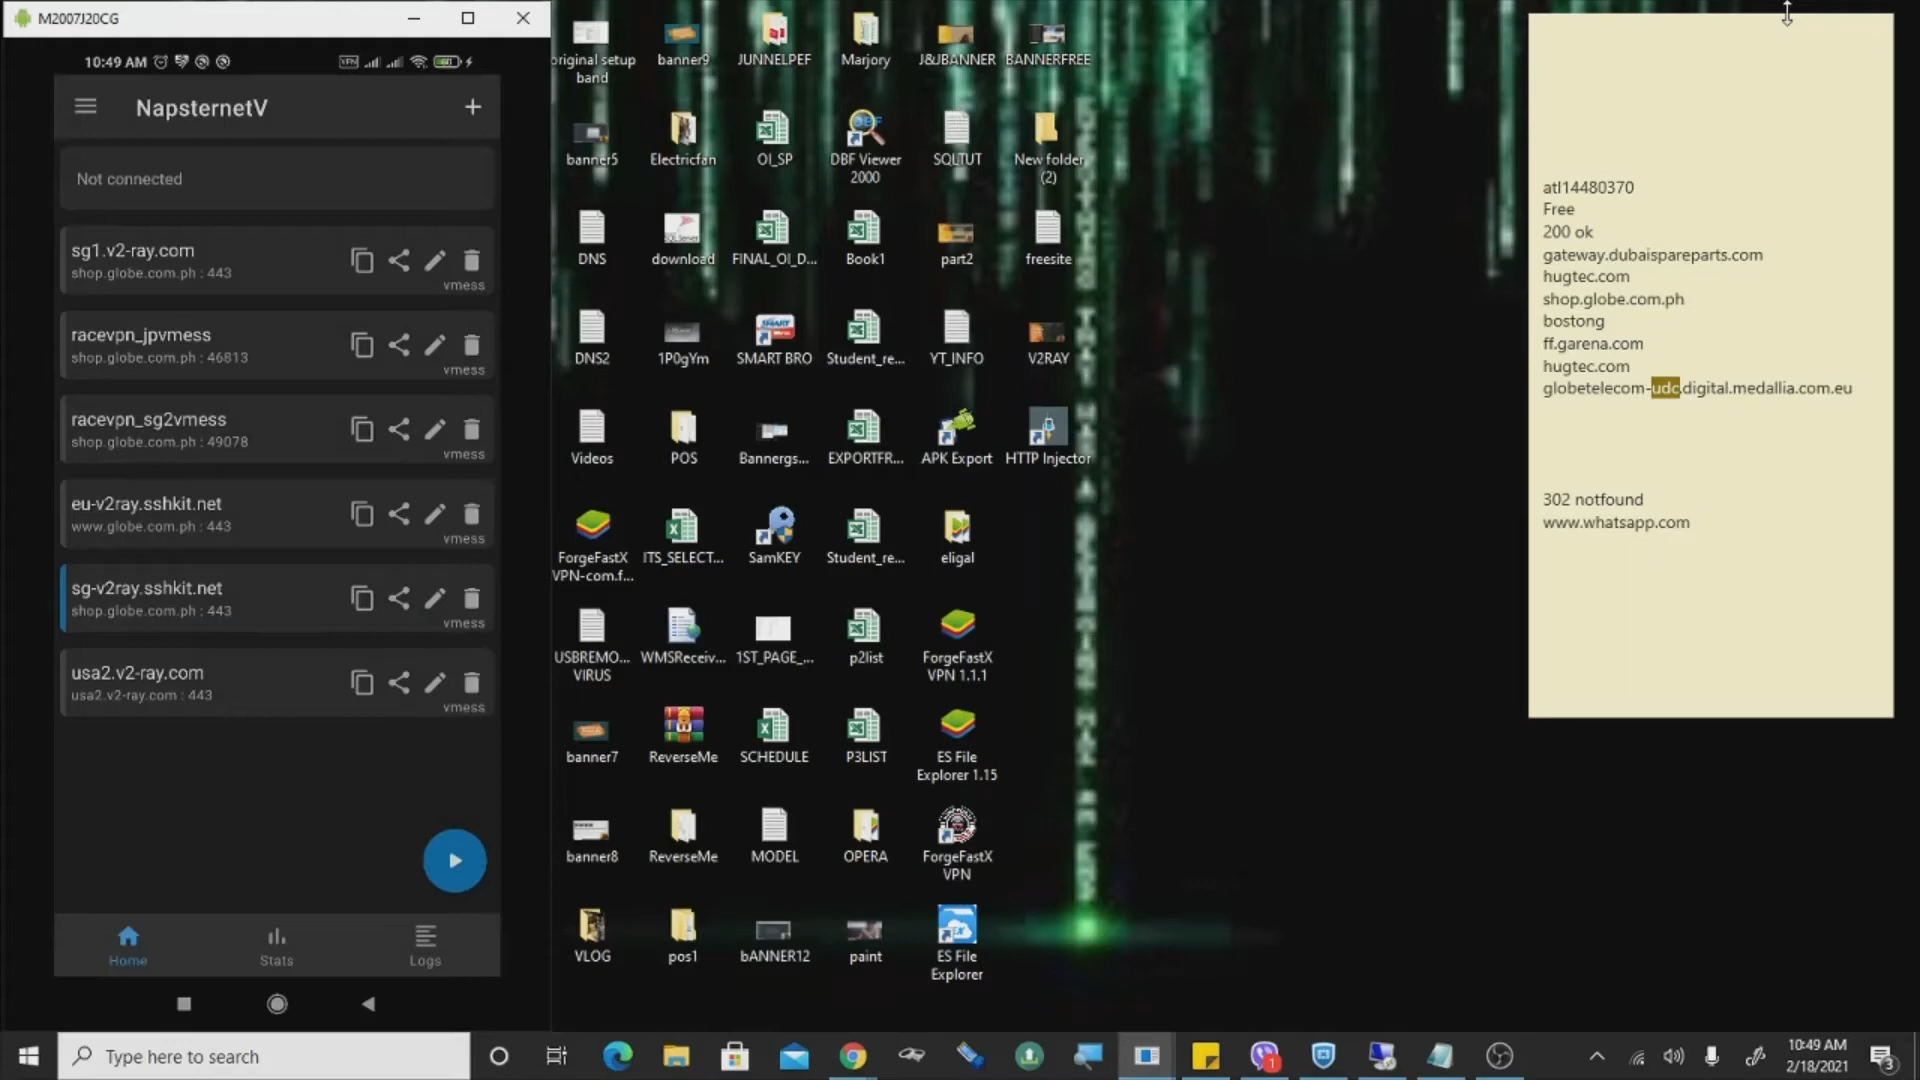 M2007J20CG
10:49 AM
VPN
NapsternetV
Not connected
sg1.v2-ray.com
shop.globe.com.ph : 443
vmess
racevpn_jpvmess
shop.globe.com.ph : 46813
vmess
racevpn_sg2vmess
shop.globe.com.ph : 49078
vmess
eu-v2ray.sshkit.net
www.globe.com.ph : 443
vmess
sg-v2ray.sshkit.net
shop.globe.com.ph : 443
vmess
usa2.v2-ray.com
usa2.v2-ray.com : 443
vmess
Home
Stats
Logs
original setup
band
banner9
JUNNELPEF
Marjory
J&JBANNER
BANNERFREE
banner5
Electricfan
OI_SP
DBF Viewer
2000
SQLTUT
New folder
(2)
DNS
download
FINAL_OI_D...
Book1
part2
freesite
DNS2
1P0gYm
SMART BRO
Student_re...
YT_INFO
V2RAY
Videos
POS
Bannergs...
EXPORTFR...
APK Export
HTTP Injector
ForgeFastX
VPN-com.f...
ITS_SELECT...
SamKEY
Student_re...
eligal
USBREMO...
VIRUS
WMSReceiv...
1ST_PAGE_...
p2list
ForgeFastX
VPN 1.1.1
banner7
ReverseMe
SCHEDULE
P3LIST
ES File
Explorer 1.15
banner8
ReverseMe
MODEL
OPERA
ForgeFastX
VPN
VLOG
pos1
bANNER12
paint
ES File
Explorer
atl14480370
Free
200 ok
gateway.dubaispareparts.com
hugtec.com
shop.globe.com.ph
bostong
ff.garena.com
hugtec.com
globetelecom-udc.digital.medallia.com.eu
302 notfound
www.whatsapp.com
Type here to search
1
10:49 AM
2/18/2021
3